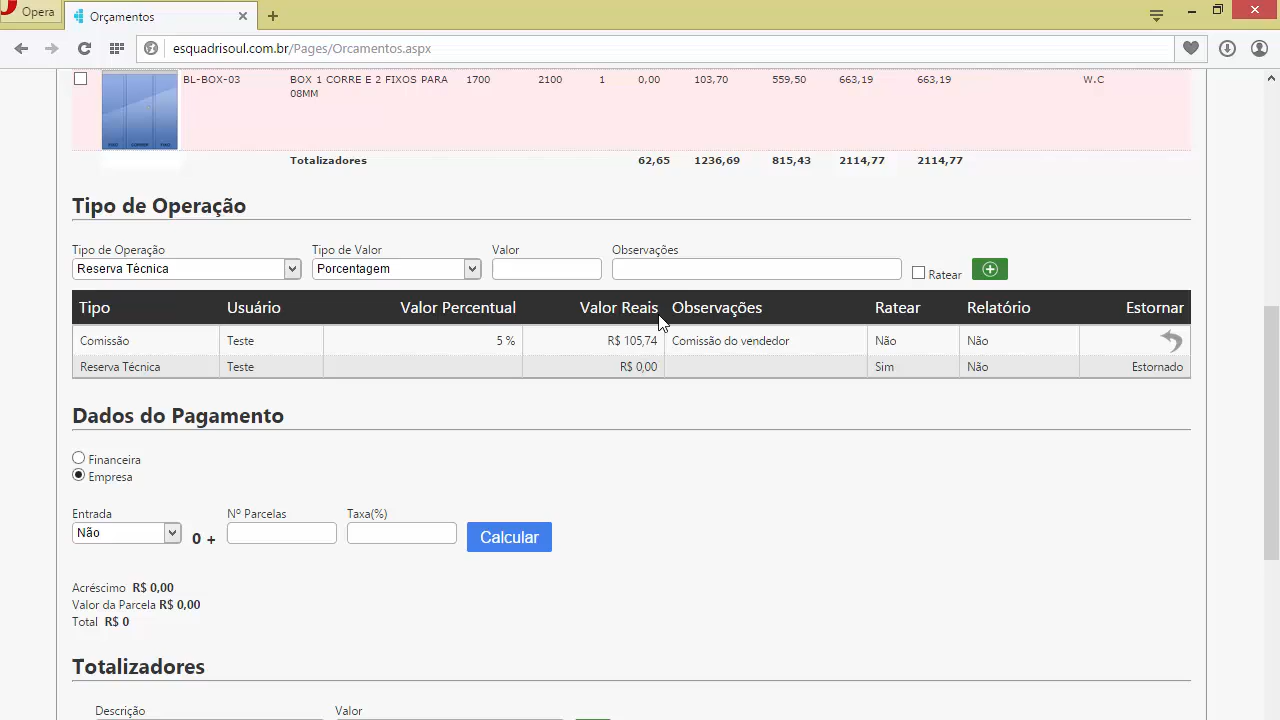 Opera
Orçamentos
esquadrisoul.com.br/Pages/Orcamentos.aspx
BL-BOX-03 BOX 1 CORRE E 2 FIXOS PARA 08MM 1700 2100 1 0,00 103,70 559,50 663,19 663,19 W.C
Totalizadores 62,65 1236,69 815,43 2114,77 2114,77
Tipo de Operação
Tipo de Operação Tipo de Valor Valor Observações
Reserva Técnica Porcentagem Ratear
Tipo Usuário Valor Percentual Valor Reais Observações Ratear Relatório Estornar
Comissão Teste 5 % R$ 105,74 Comissão do vendedor Não Não
Reserva Técnica Teste R$ 0,00 Sim Não Estornado
Dados do Pagamento
Financeira
Empresa
Entrada Nº Parcelas Taxa(%)
Não 0 + Calcular
Acréscimo R$ 0,00
Valor da Parcela R$ 0,00
Total R$ 0
Totalizadores
Descrição Valor